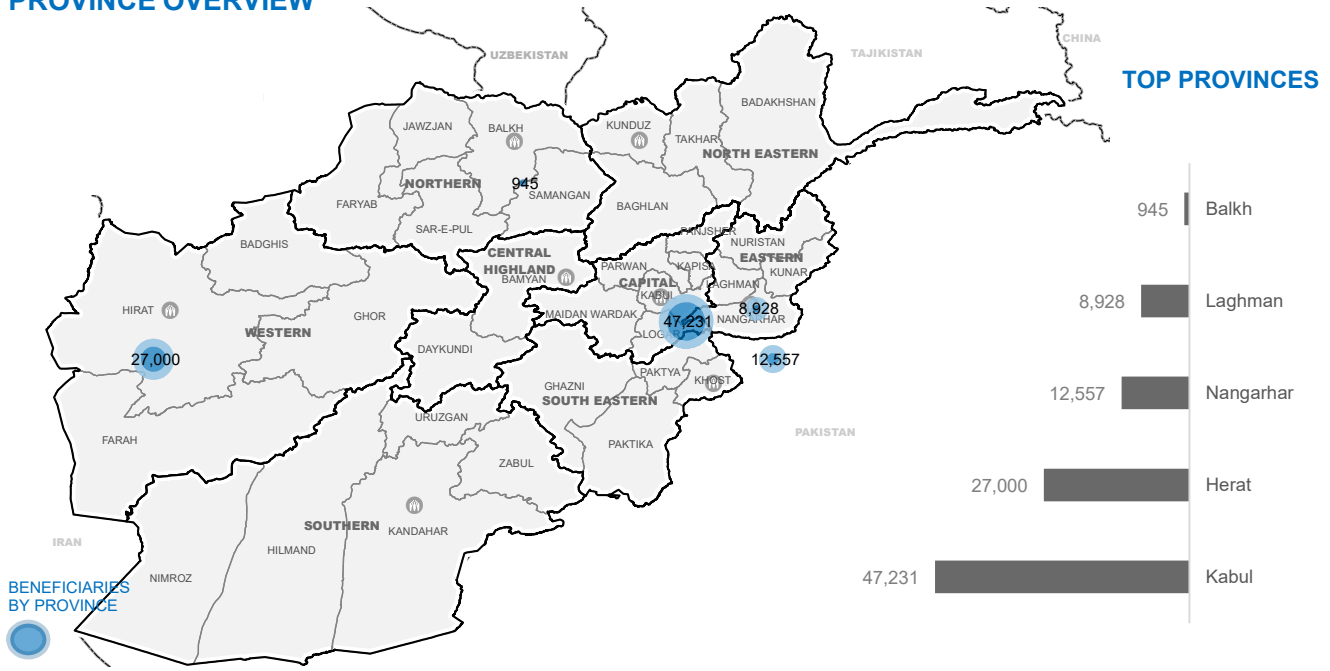 PROVINCE OVERVIEW
UZBEKISTAN
TAJIKISTAN
CHINA
TOP PROVINCES
BADAKHSHAN
JAWZJAN
BALKH
KUNDUZ
TAKHAR
NORTH EASTERN
NORTHERN
945
SAMANGAN
FARYAB
BAGHLAN
SAR-E-PUL
BADGHIS
PANJSHER
NURISTAN
EASTERN
CENTRAL
HIGHLAND
BAMYAN
PARWAN
KAPISA
KUNAR
CAPITAL
LAGHMAN
KABUL
HIRAT
GHOR
MAIDAN WARDAK
47,231
8,928
NANGARHAR
WESTERN
LOGAR
DAYKUNDI
27,000
12,557
PAKTYA
KHOST
GHAZNI
SOUTH EASTERN
URUZGAN
FARAH
PAKTIKA
PAKISTAN
ZABUL
SOUTHERN
KANDAHAR
IRAN
HILMAND
NIMROZ
BENEFICIARIES
BY PROVINCE
945 Balkh
8,928 Laghman
12,557 Nangarhar
27,000 Herat
47,231 Kabul